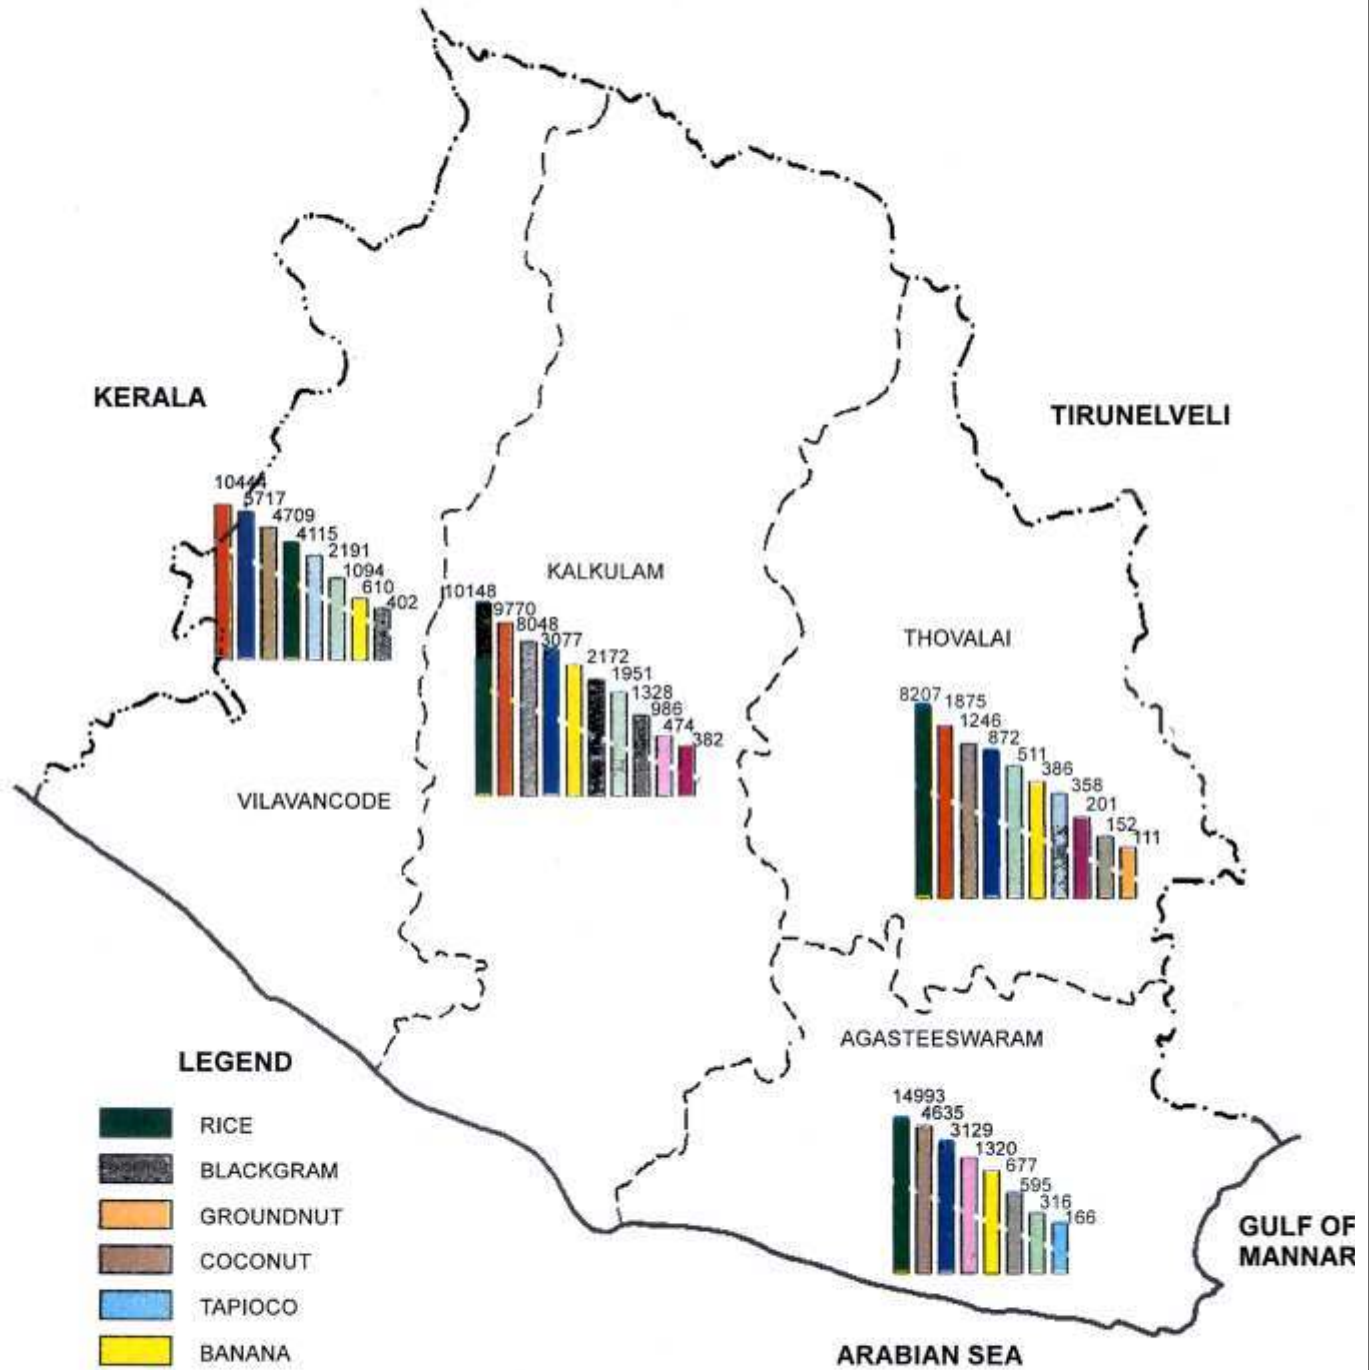 KERALA
TIRUNELVELI
10444
5717
4709
4115
2191
1094
610
402
VILAVANCODE
KALKULAM
10148
9770
8048
3077
2172
1951
1328
986
474
382
THOVALAI
8207
1875
1246
872
511
386
358
201
152
111
AGASTEESWARAM
14993
4635
3129
1320
677
595
316
166
LEGEND
RICE
BLACKGRAM
GROUNDNUT
COCONUT
TAPIOCO
BANANA
GULF OF
MANNAR
ARABIAN SEA